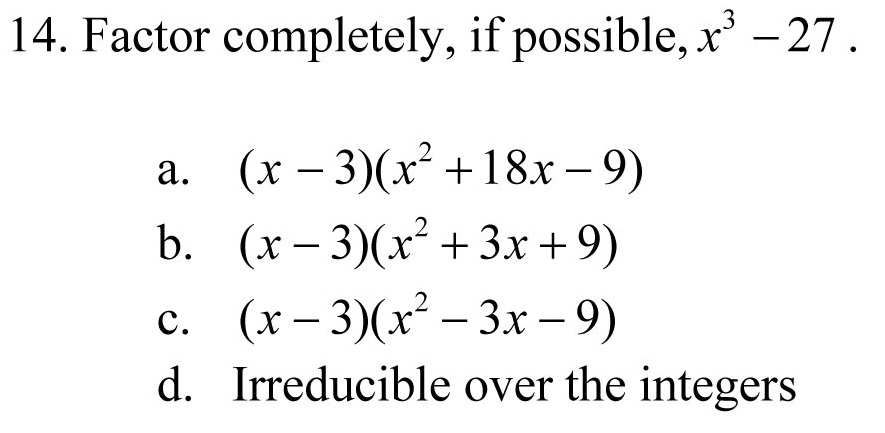 14. Factor completely, if possible, x³ – 27 .
a. (x – 3)(x² + 18x – 9)
b. (x – 3)(x² + 3x + 9)
c. (x – 3)(x² – 3x – 9)
d. Irreducible over the integers